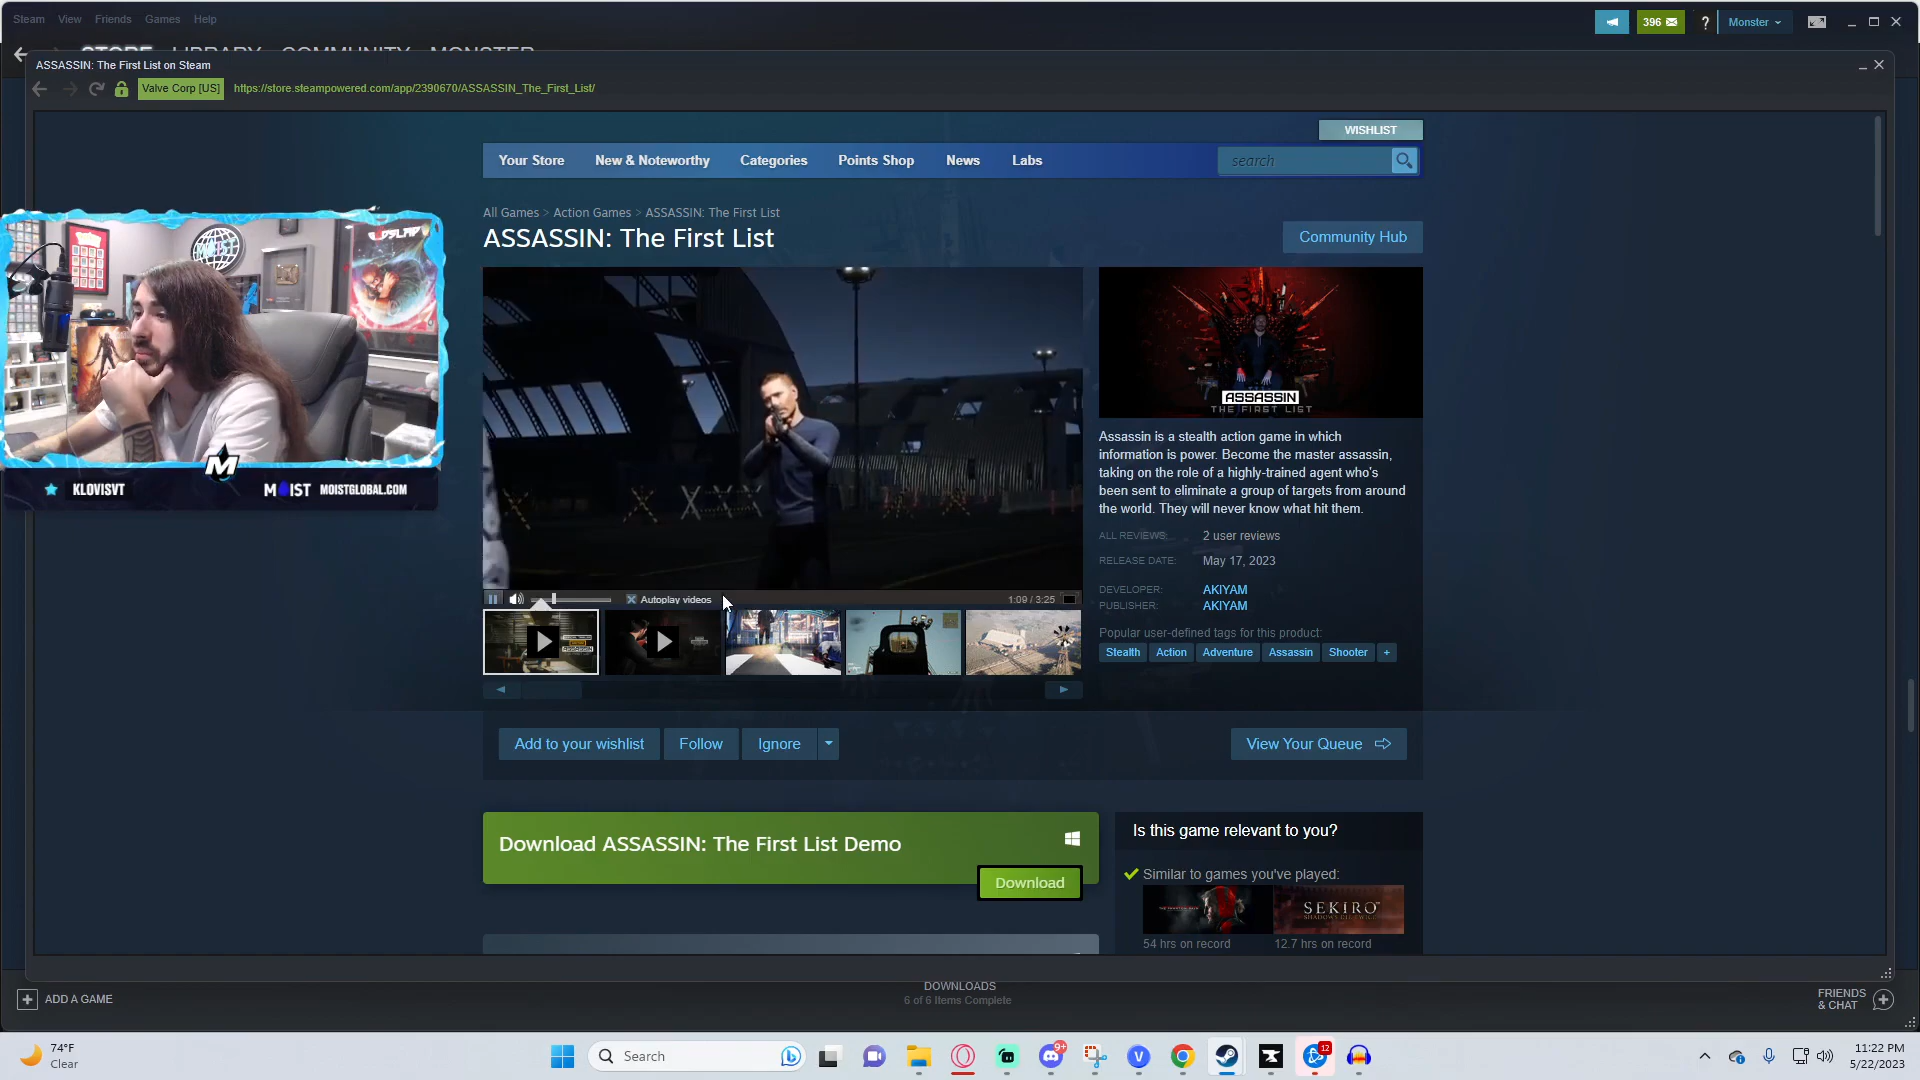 Steam View Friends Games Help
396
?
Monster
STORE LIBRARY COMMUNITY MONSTER
ASSASSIN: The First List on Steam
Valve Corp [US]
https://store.steampowered.com/app/2390670/ASSASSIN_The_First_List/
WISHLIST
Your Store New & Noteworthy Categories Points Shop News Labs
search
All Games > Action Games > ASSASSIN: The First List
ASSASSIN: The First List
Community Hub
ASSASSIN
THE FIRST LIST
Assassin is a stealth action game in which
information is power. Become the master assassin,
taking on the role of a highly-trained agent who's
been sent to eliminate a group of targets from around
the world. They will never know what hit them.
ALL REVIEWS: 2 user reviews
RELEASE DATE: May 17, 2023
DEVELOPER: AKIYAM
PUBLISHER: AKIYAM
Popular user-defined tags for this product:
Stealth Action Adventure Assassin Shooter +
M
KLOVISVT
MOIST MOISTGLOBAL.COM
Autoplay videos
1:09 / 3:25
Add to your wishlist
Follow
Ignore
View Your Queue
Download ASSASSIN: The First List Demo
Download
Is this game relevant to you?
Similar to games you've played:
SEKIRO
SHADOWS DIE TWICE
54 hrs on record
12.7 hrs on record
ADD A GAME
DOWNLOADS
6 of 6 Items Complete
FRIENDS
& CHAT
74°F
Clear
Search
9+
V
12
11:22 PM
5/22/2023